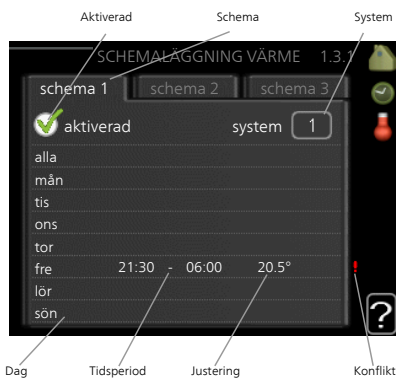 Aktiverad Schema System
SCHEMALÄGGNING VÄRME 1.3.1
schema 1 schema 2 schema 3
aktiverad system 1
alla
mån
tis
ons
tor
fre 21:30 - 06:00 20.5° !
lör
sön
?
Dag Tidsperiod Justering Konflikt